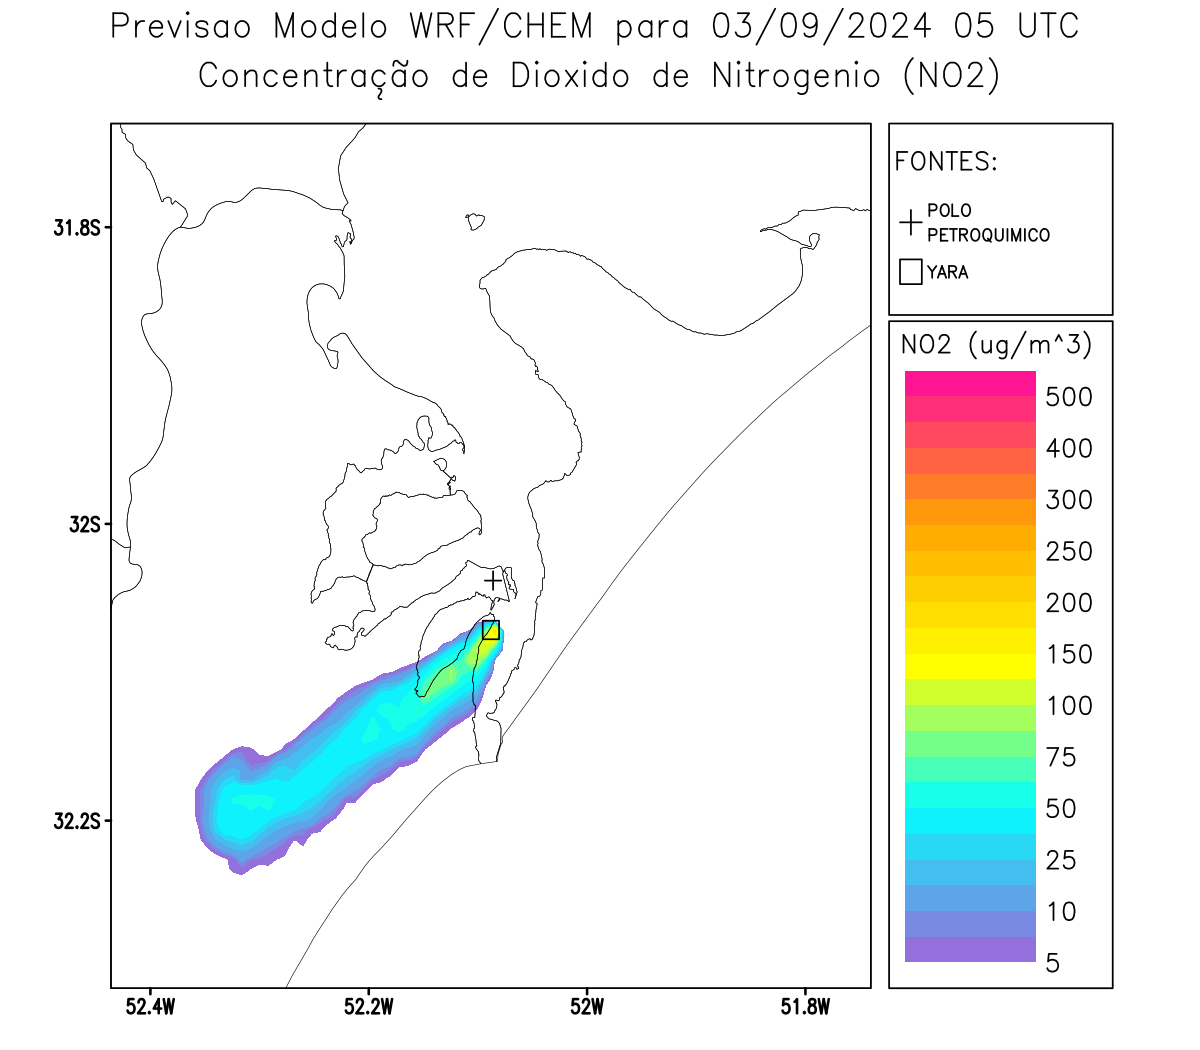 Previsao Modelo WRF/CHEM para 03/09/2024 05 UTC
Concentração de Dioxido de Nitrogenio (NO2)
FONTES:
POLO
PETROQUIMICO
YARA
NO2 (ug/m^3)
500
400
300
250
200
150
100
75
50
25
10
5
31.8S
32S
32.2S
52.4W
52.2W
52W
51.8W